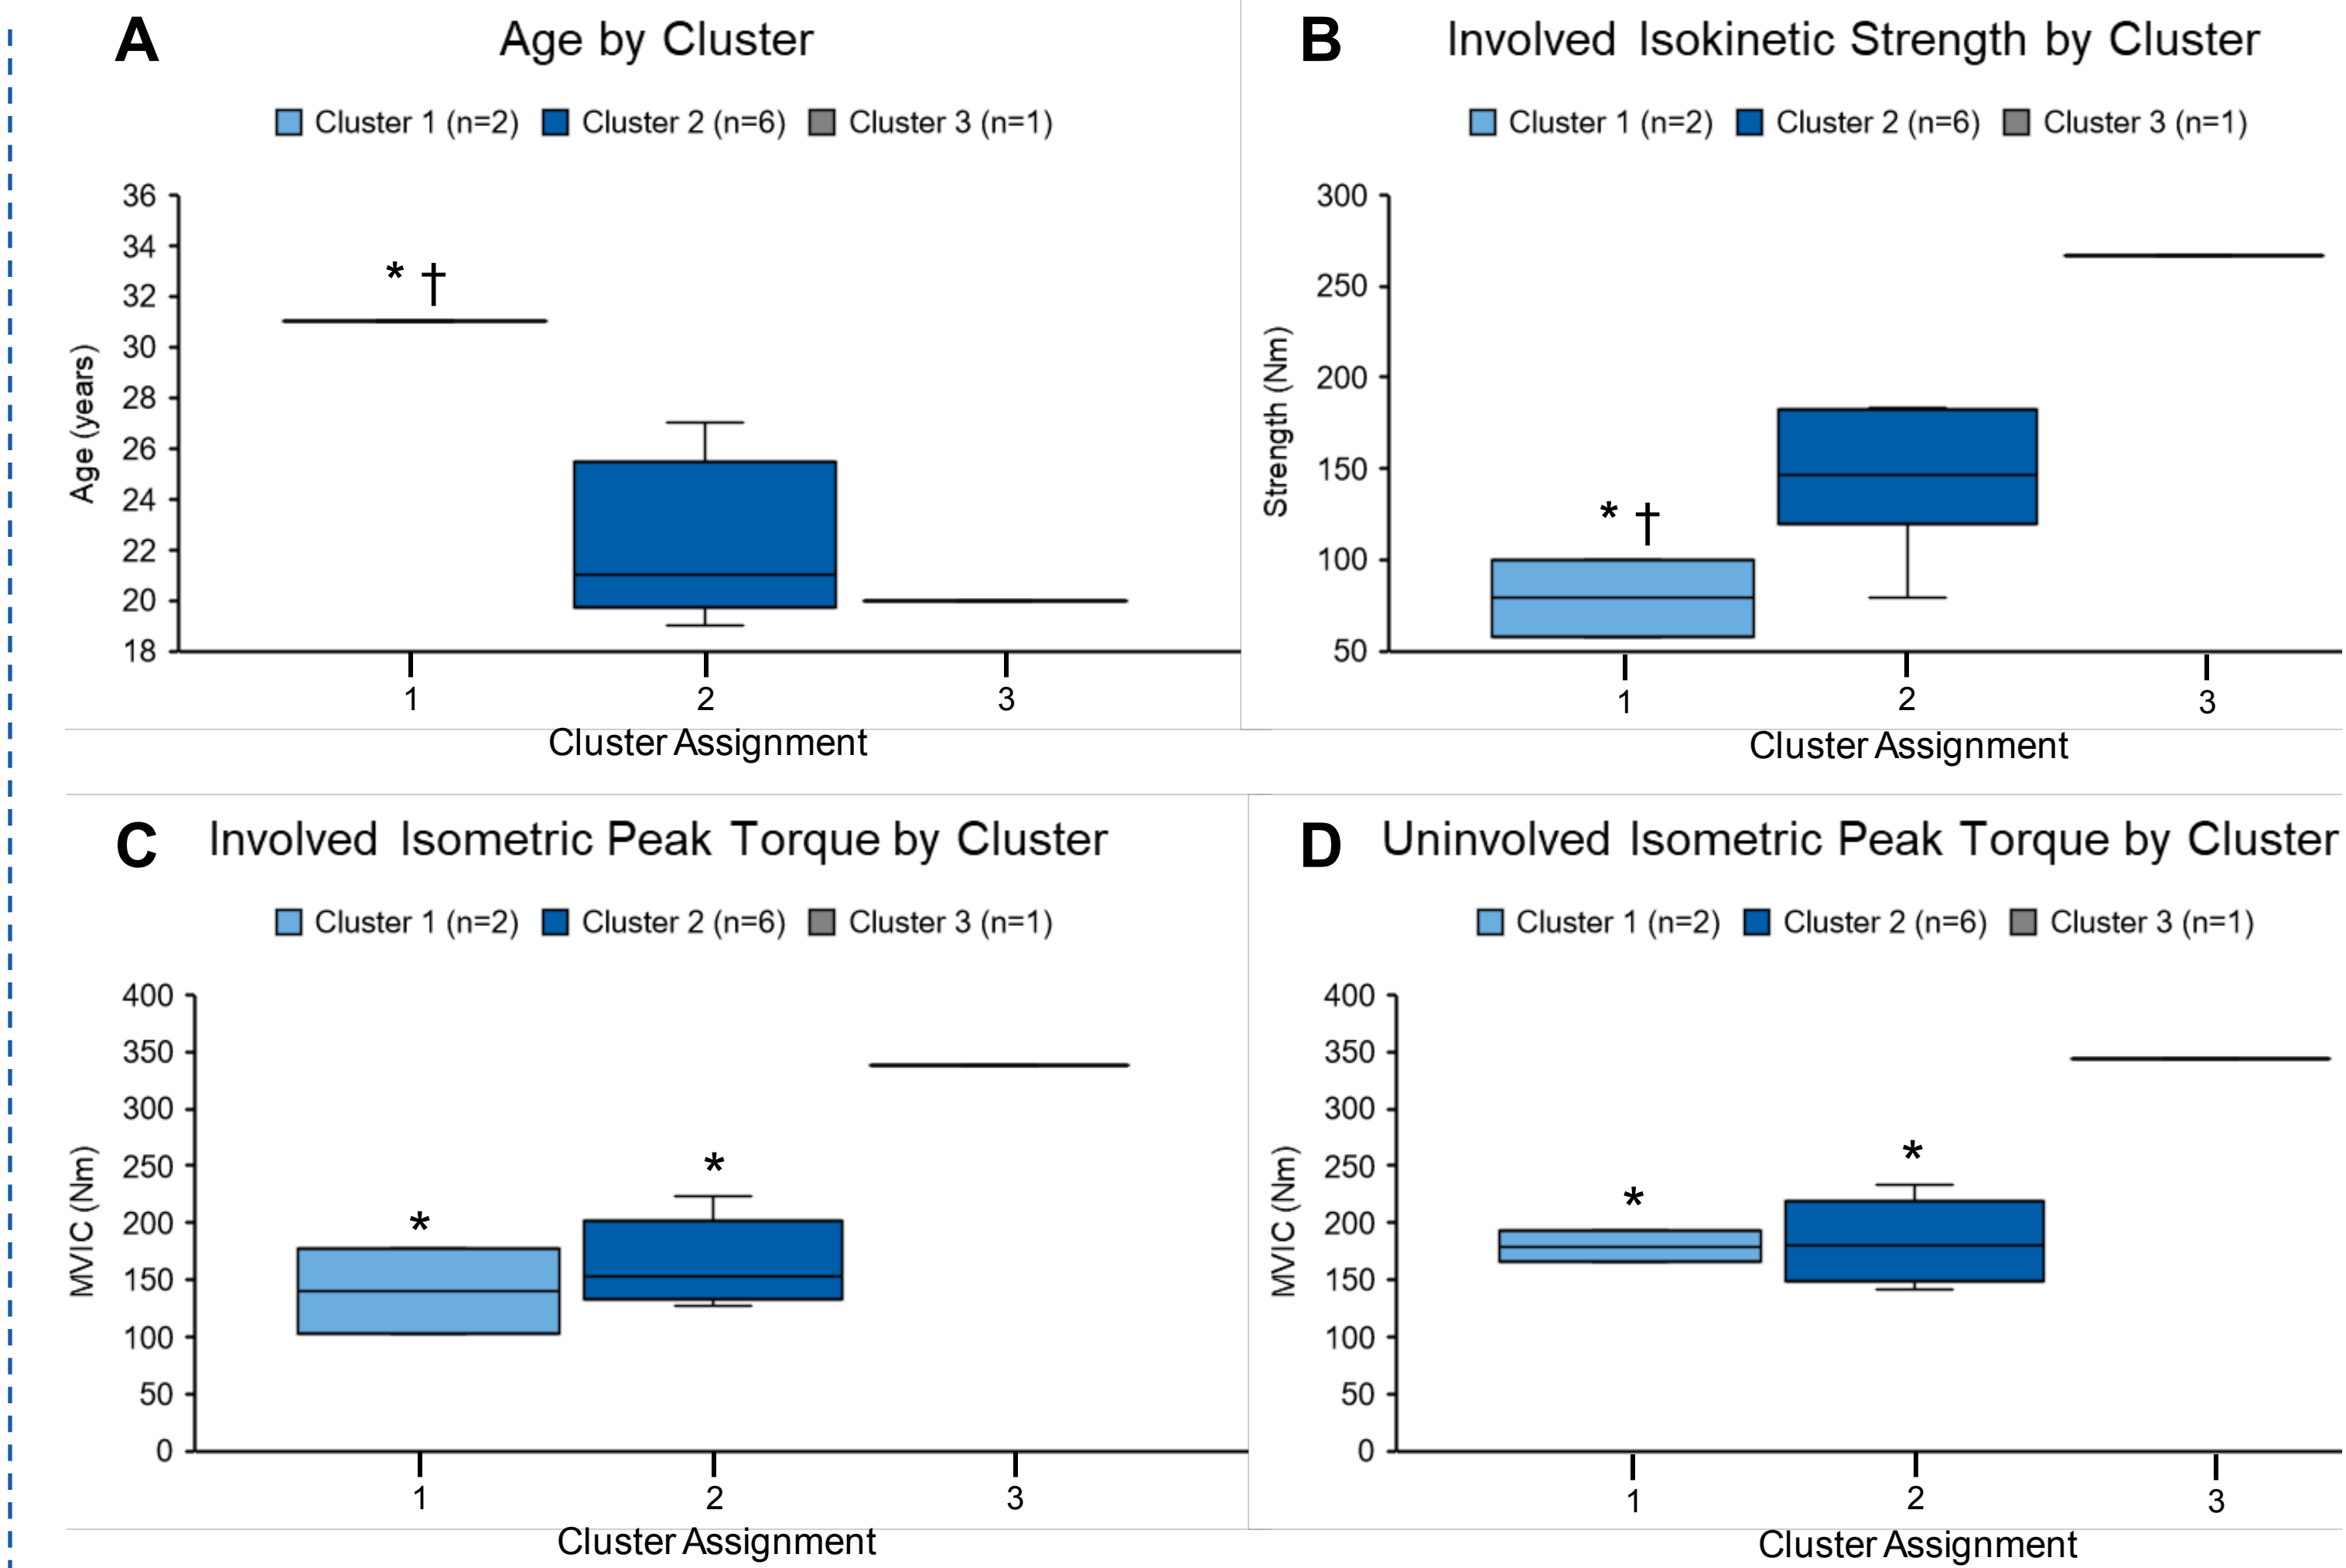 A
Age by Cluster
Cluster 1 (n=2) Cluster 2 (n=6) Cluster 3 (n=1)
36
34
32
30
28
26
24
22
20
18
Age (years)
* †
1 2 3
Cluster Assignment
B
Involved Isokinetic Strength by Cluster
Cluster 1 (n=2) Cluster 2 (n=6) Cluster 3 (n=1)
300
250
200
150
100
50
Strength (Nm)
* †
1 2 3
Cluster Assignment
C
Involved Isometric Peak Torque by Cluster
Cluster 1 (n=2) Cluster 2 (n=6) Cluster 3 (n=1)
400
350
300
250
200
150
100
50
0
MVIC (Nm)
*
*
1 2 3
Cluster Assignment
D
Uninvolved Isometric Peak Torque by Cluster
Cluster 1 (n=2) Cluster 2 (n=6) Cluster 3 (n=1)
400
350
300
250
200
150
100
50
0
MVIC (Nm)
*
*
1 2 3
Cluster Assignment